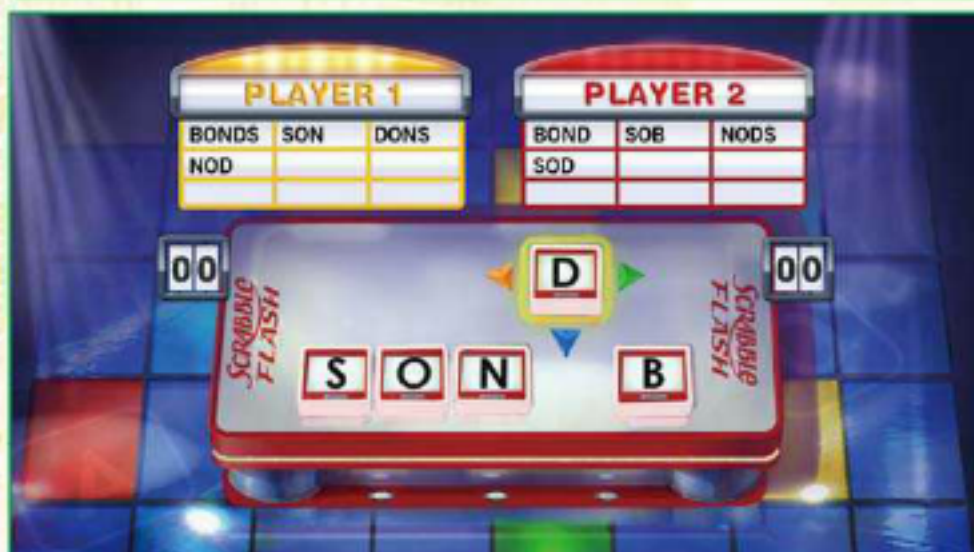 PLAYER 1
BONDS SON DONS
NOD
PLAYER 2
BOND SOB NODS
SOD
00
00
SCRABBLE
FLASH
D
SCRABBLE
FLASH
S O N B